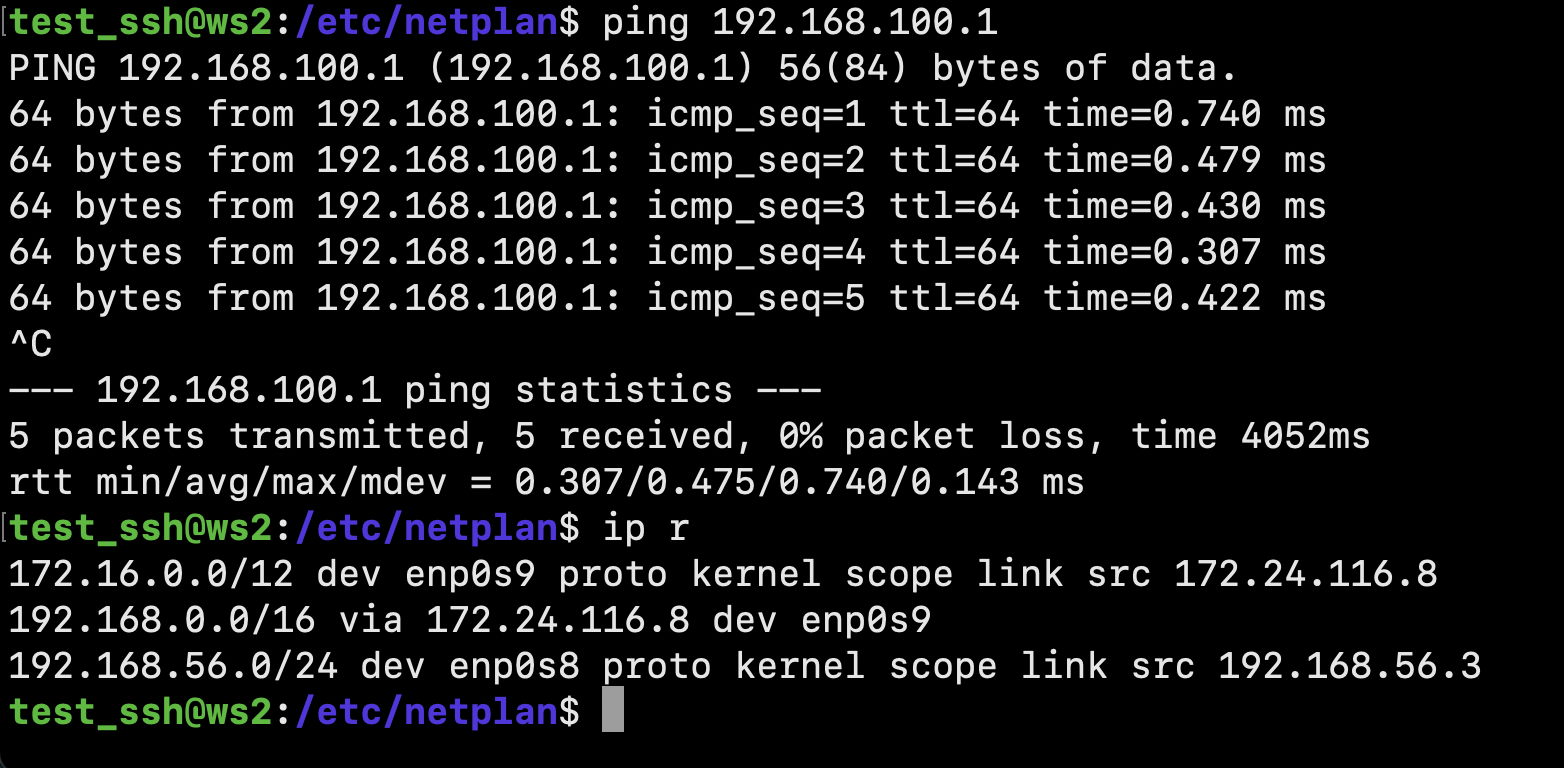 [test_ssh@ws2:/etc/netplan$ ping 192.168.100.1
PING 192.168.100.1 (192.168.100.1) 56(84) bytes of data.
64 bytes from 192.168.100.1: icmp_seq=1 ttl=64 time=0.740 ms
64 bytes from 192.168.100.1: icmp_seq=2 ttl=64 time=0.479 ms
64 bytes from 192.168.100.1: icmp_seq=3 ttl=64 time=0.430 ms
64 bytes from 192.168.100.1: icmp_seq=4 ttl=64 time=0.307 ms
64 bytes from 192.168.100.1: icmp_seq=5 ttl=64 time=0.422 ms
^C
--- 192.168.100.1 ping statistics ---
5 packets transmitted, 5 received, 0% packet loss, time 4052ms
rtt min/avg/max/mdev = 0.307/0.475/0.740/0.143 ms
[test_ssh@ws2:/etc/netplan$ ip r
172.16.0.0/12 dev enp0s9 proto kernel scope link src 172.24.116.8
192.168.0.0/16 via 172.24.116.8 dev enp0s9
192.168.56.0/24 dev enp0s8 proto kernel scope link src 192.168.56.3
test_ssh@ws2:/etc/netplan$